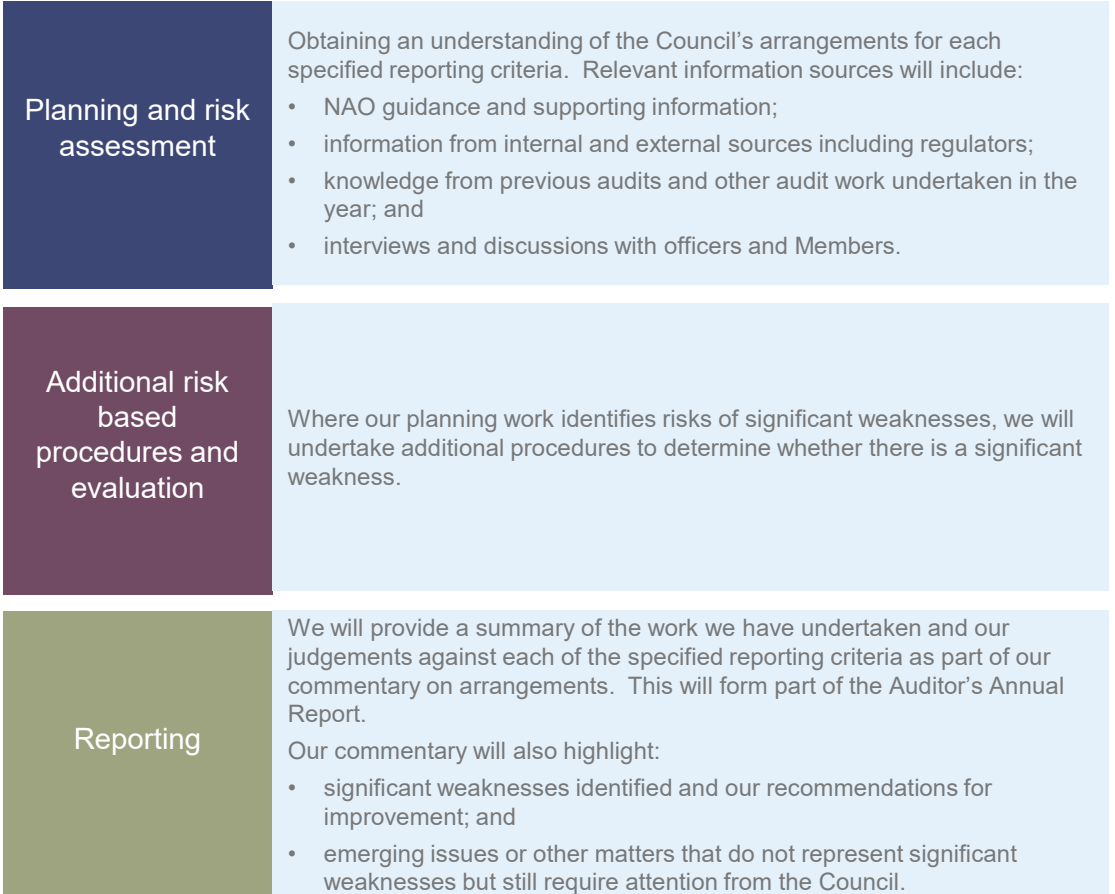 Planning and risk
assessment
Obtaining an understanding of the Council's arrangements for each
specified reporting criteria.  Relevant information sources will include:
• NAO guidance and supporting information;
• information from internal and external sources including regulators;
• knowledge from previous audits and other audit work undertaken in the
year; and
• interviews and discussions with officers and Members.
Additional risk
based
procedures and
evaluation
Where our planning work identifies risks of significant weaknesses, we will
undertake additional procedures to determine whether there is a significant
weakness.
Reporting
We will provide a summary of the work we have undertaken and our
judgements against each of the specified reporting criteria as part of our
commentary on arrangements.  This will form part of the Auditor's Annual
Report.
Our commentary will also highlight:
• significant weaknesses identified and our recommendations for
improvement; and
• emerging issues or other matters that do not represent significant
weaknesses but still require attention from the Council.